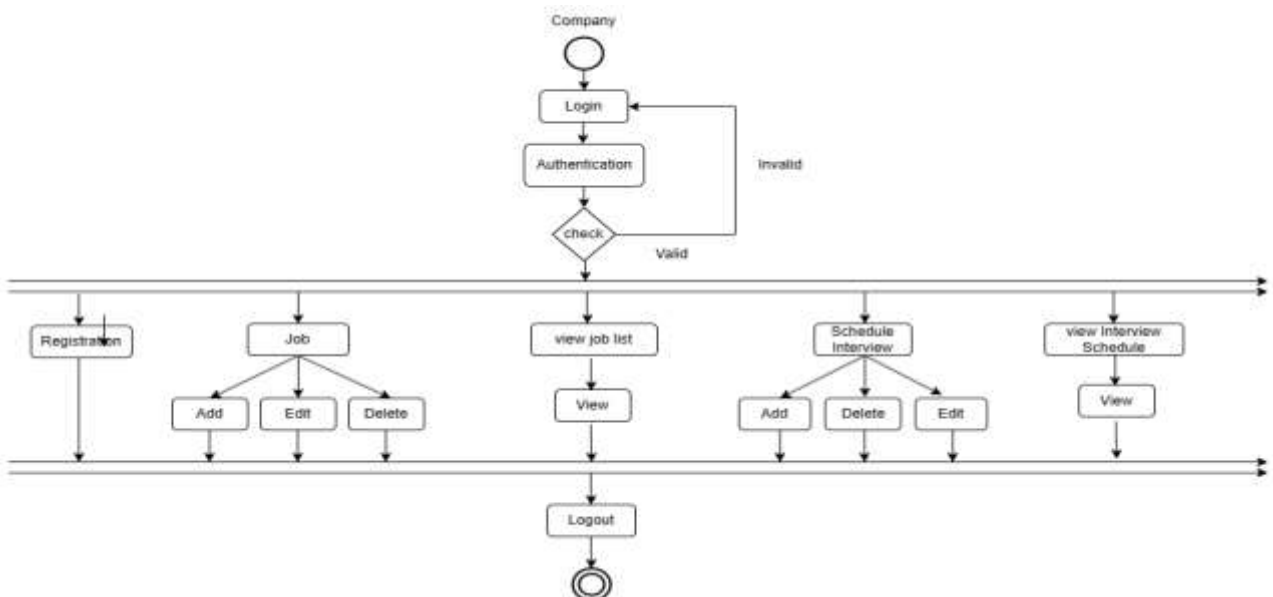 Company
Login
Authentication
Invalid
check
Valid
Registration
Job
view job list
Schedule
Interview
view Interview
Schedule
Add
Edit
Delete
View
Add
Delete
Edit
View
Logout